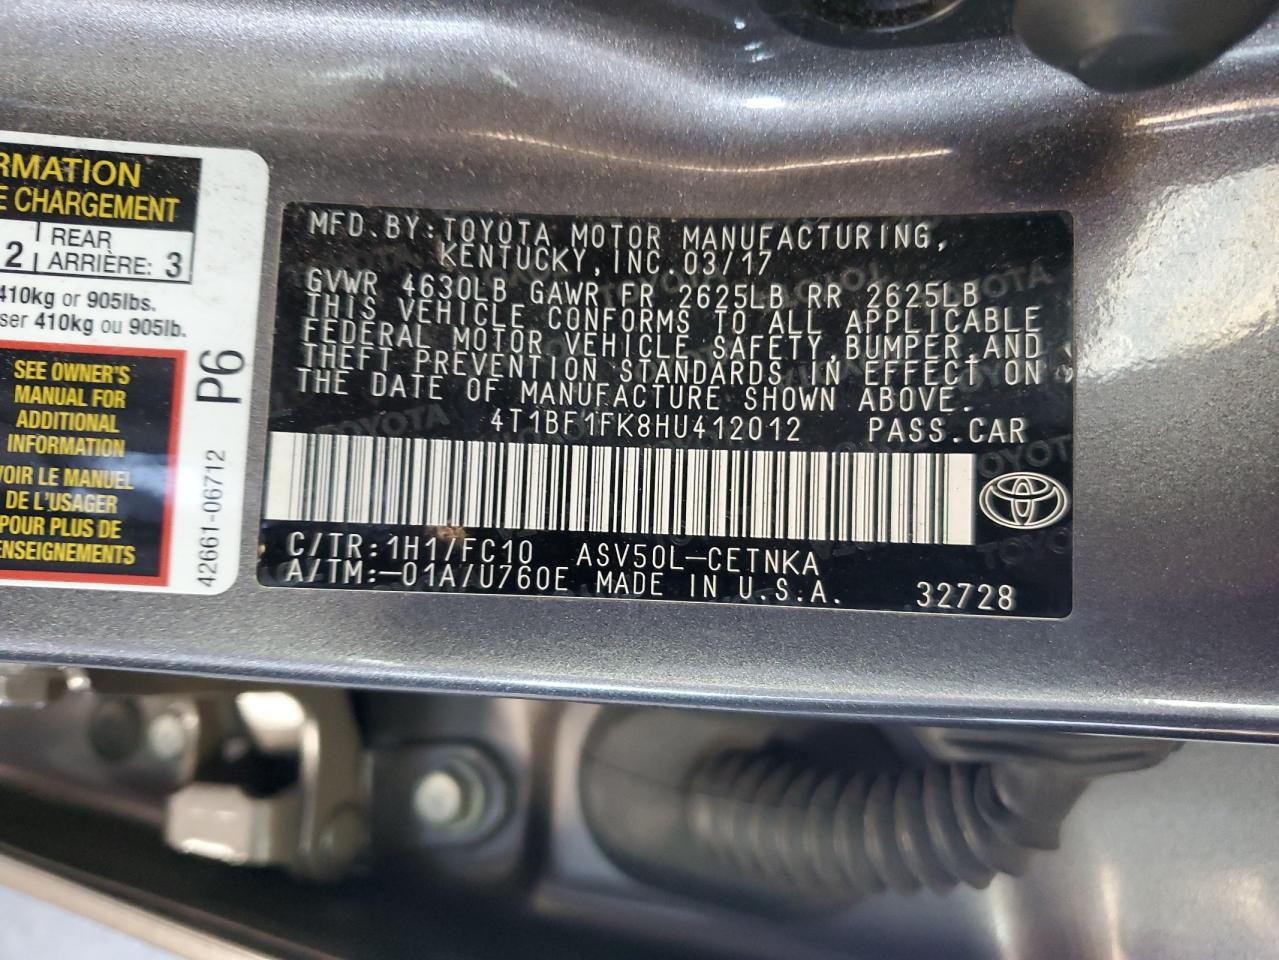 RMATION
E CHARGEMENT
2 REAR
ARRIÈRE: 3
410kg or 905lbs.
ser 410kg ou 905lb.
SEE OWNER'S
MANUAL FOR
ADDITIONAL
INFORMATION
VOIR LE MANUEL
DE L'USAGER
POUR PLUS DE
ENSEIGNEMENTS
P6
42661-06712
MFD.BY:TOYOTA MOTOR MANUFACTURING,
KENTUCKY,INC.03/17
GVWR 4630LB GAWR FR 2625LB RR 2625LB
THIS VEHICLE CONFORMS TO ALL APPLICABLE
FEDERAL MOTOR VEHICLE SAFETY,BUMPER,AND
THEFT PREVENTION STANDARDS IN EFFECT ON
THE DATE OF MANUFACTURE SHOWN ABOVE.
4T1BF1FK8HU412012 PASS.CAR
C/TR:1H1/FC10 ASV50L-CETNKA
A/TM:-01A/U760E MADE IN U.S.A. 32728